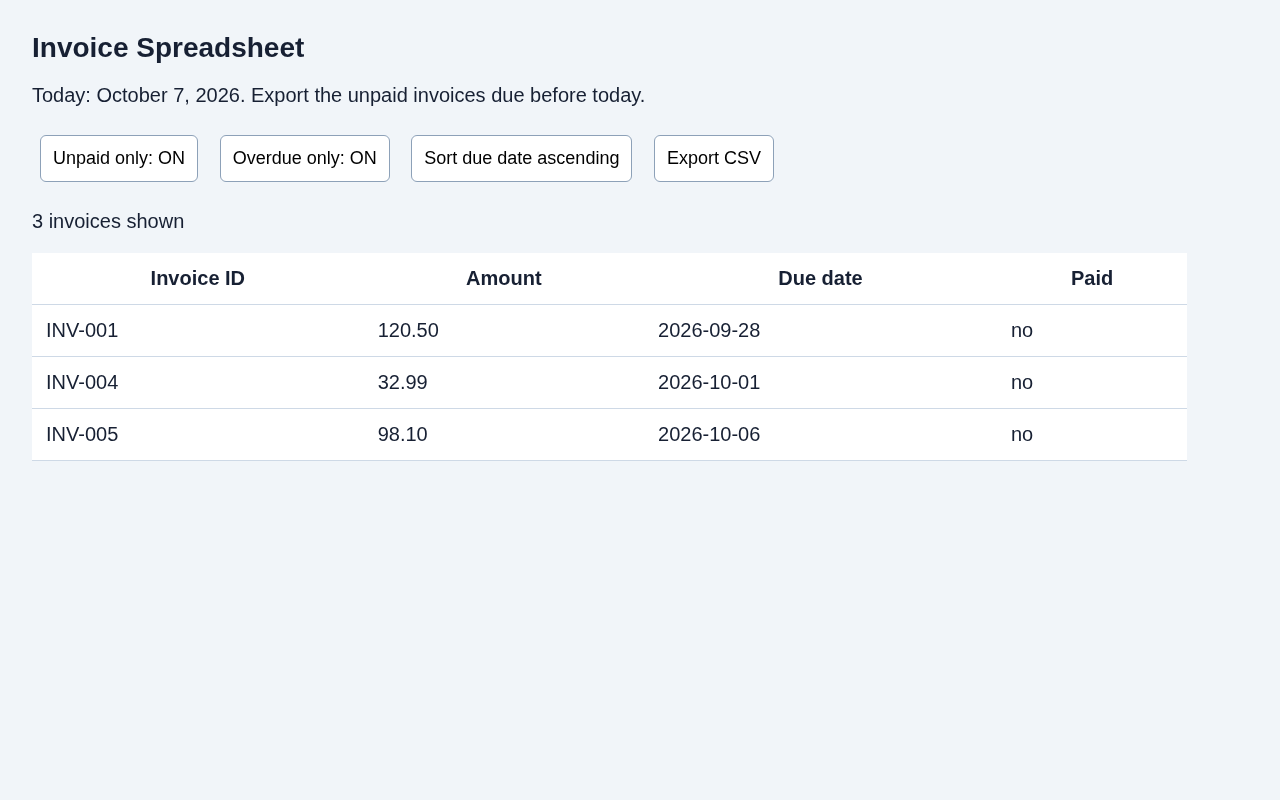 Invoice Spreadsheet
Today: October 7, 2026. Export the unpaid invoices due before today.
Unpaid only: ON Overdue only: ON Sort due date ascending Export CSV
3 invoices shown
Invoice ID Amount Due date Paid
INV-001 120.50 2026-09-28 no
INV-004 32.99 2026-10-01 no
INV-005 98.10 2026-10-06 no